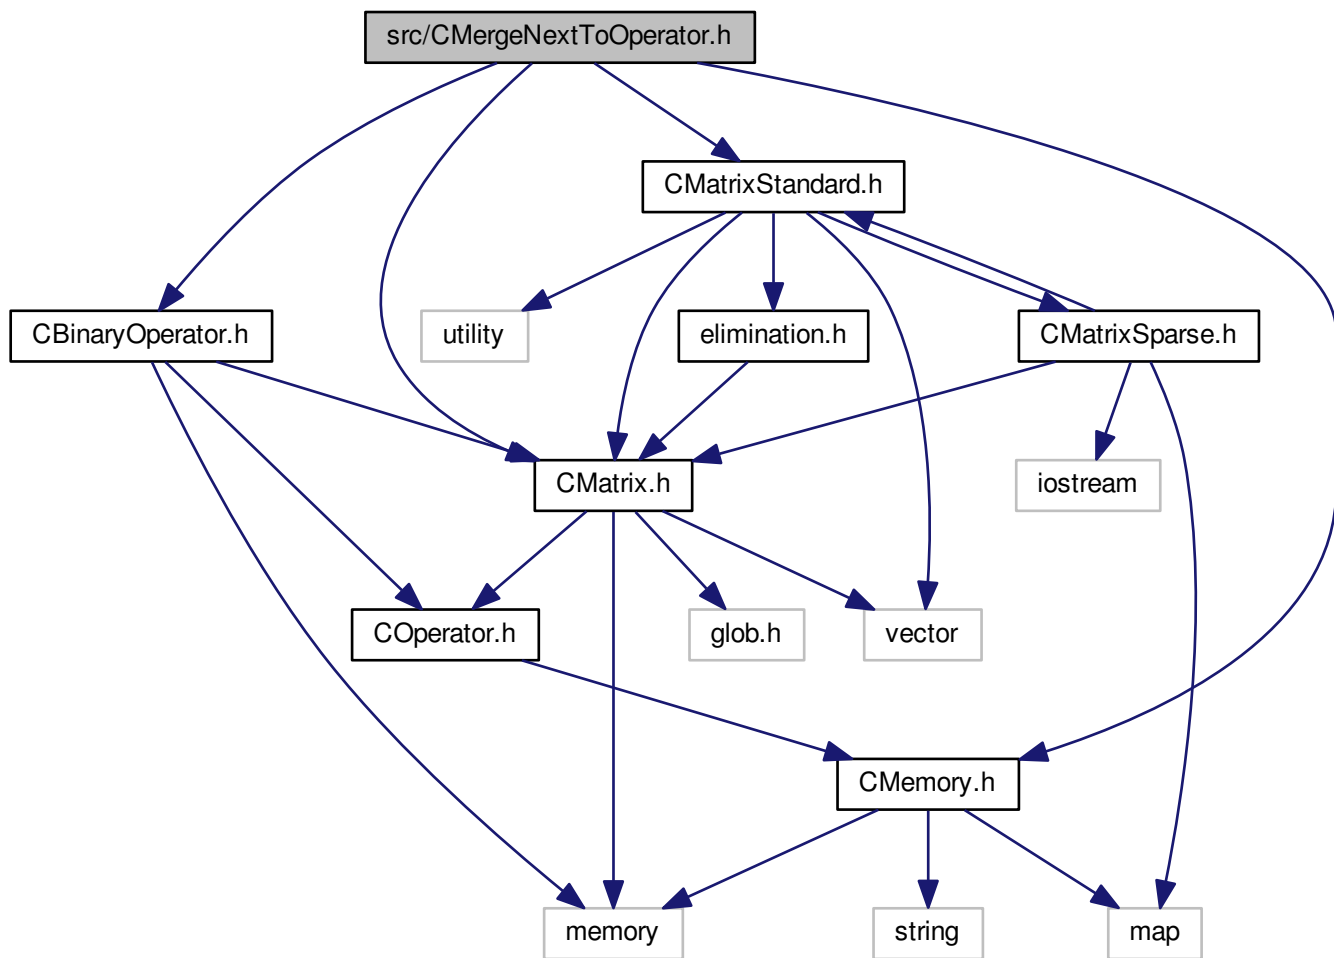 src/CMergeNextToOperator.h
CMatrixStandard.h
CBinaryOperator.h
utility
elimination.h
CMatrixSparse.h
CMatrix.h
iostream
COperator.h
glob.h
vector
CMemory.h
memory
string
map